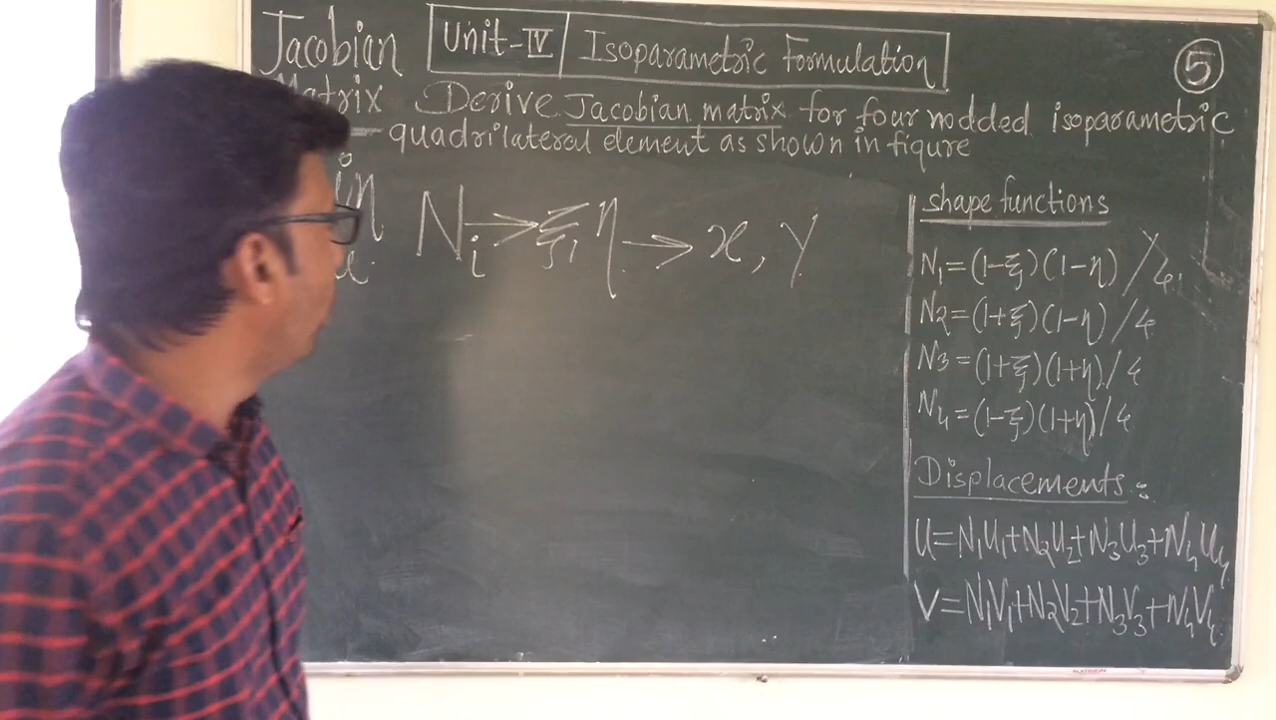 Jacobian
Matrix
in
Unit-IV
Isoparametric Formulation
5
Derive Jacobian matrix for four nodded isoparametric
quadrilateral element as shown in figure
Nᵢ → ξ, η → x, y
shape functions
N₁=(1-ξ)(1-η)/4
N₂=(1+ξ)(1-η)/4
N₃=(1+ξ)(1+η)/4
N₄=(1-ξ)(1+η)/4
Displacements:
U=N₁U₁+N₂U₂+N₃U₃+N₄U₄
V=N₁V₁+N₂V₂+N₃V₃+N₄V₄